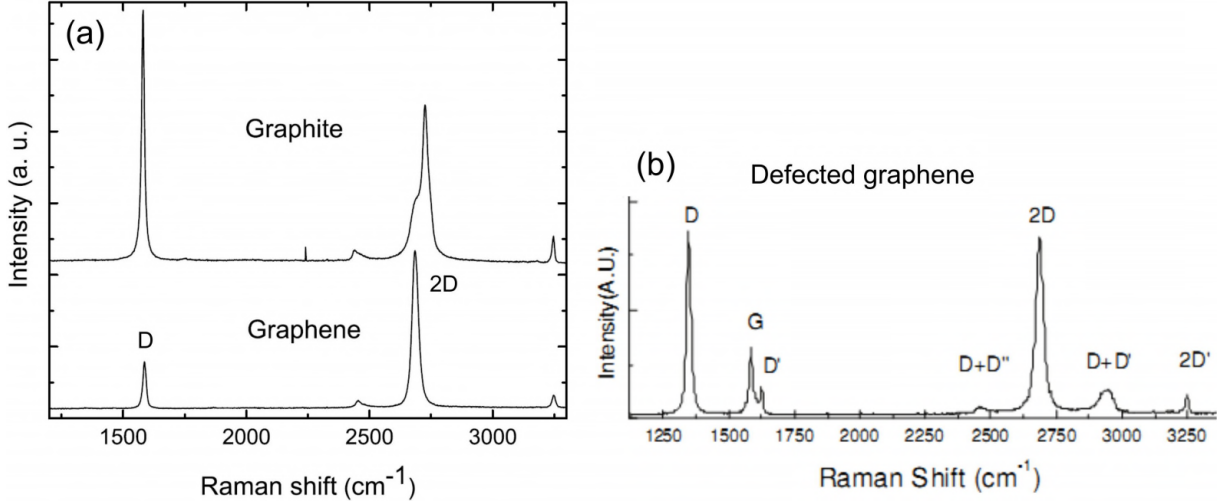 (a)
Intensity (a. u.)
Graphite
Graphene
D
2D
1500 2000 2500 3000
Raman shift (cm-1)
(b)
Defected graphene
Intensity(A.U.)
D
G
D'
D+D''
2D
D+D'
2D'
1250 1500 1750 2000 2250 2500 2750 3000 3250
Raman Shift (cm-1)